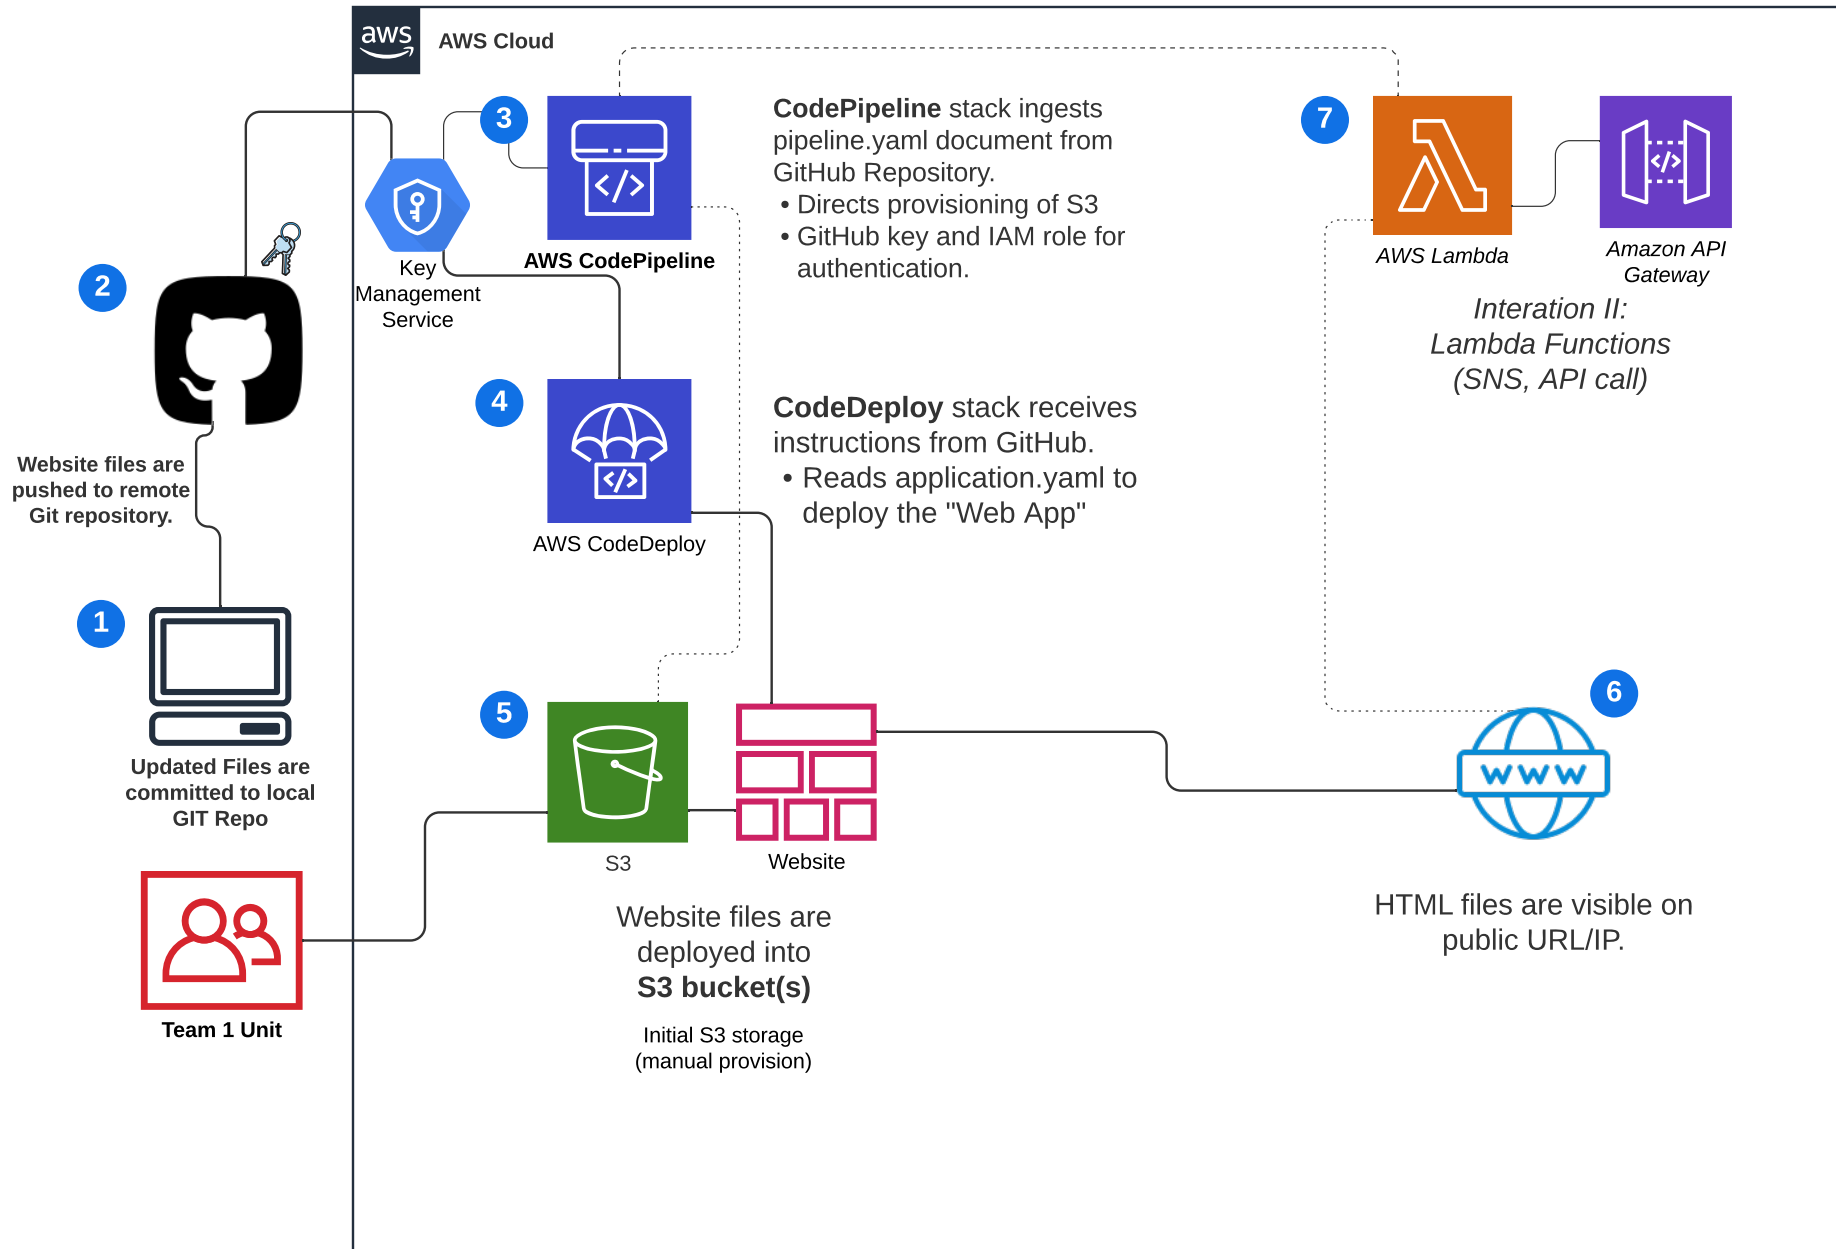 aws
AWS Cloud
3
CodePipeline stack ingests
pipeline.yaml document from
GitHub Repository.
• Directs provisioning of S3
• GitHub key and IAM role for
authentication.
AWS CodePipeline
Key
Management
Service
7
AWS Lambda
Amazon API
Gateway
Interation II:
Lambda Functions
(SNS, API call)
2
Website files are
pushed to remote
Git repository.
4
CodeDeploy stack receives
instructions from GitHub.
• Reads application.yaml to
deploy the "Web App"
AWS CodeDeploy
1
Updated Files are
committed to local
GIT Repo
5
S3
Website
6
www
Team 1 Unit
Website files are
deployed into
S3 bucket(s)
Initial S3 storage
(manual provision)
HTML files are visible on
public URL/IP.